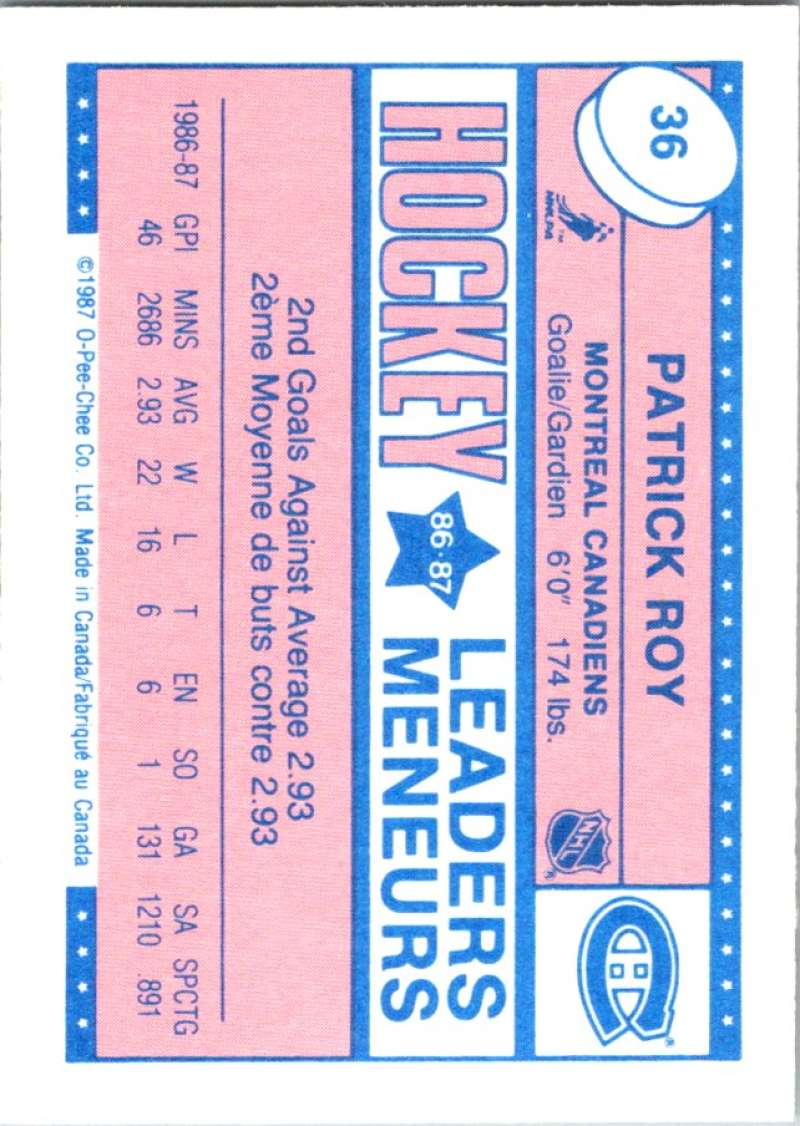 36
PATRICK ROY
NHLPA™
MONTREAL CANADIENS
Goalie/Gardien 6'0" 174 lbs.
NHL®
CH®
HOCKEY 86·87 LEADERS
MENEURS
2nd Goals Against Average 2.93
2ème Moyenne de buts contre 2.93
1986-87 GPI MINS AVG W L T EN SO GA SA SPCTG
46 2686 2.93 22 16 6 6 1 131 1210 .891
©1987 O-Pee-Chee Co. Ltd. Made in Canada/Fabriqué au Canada